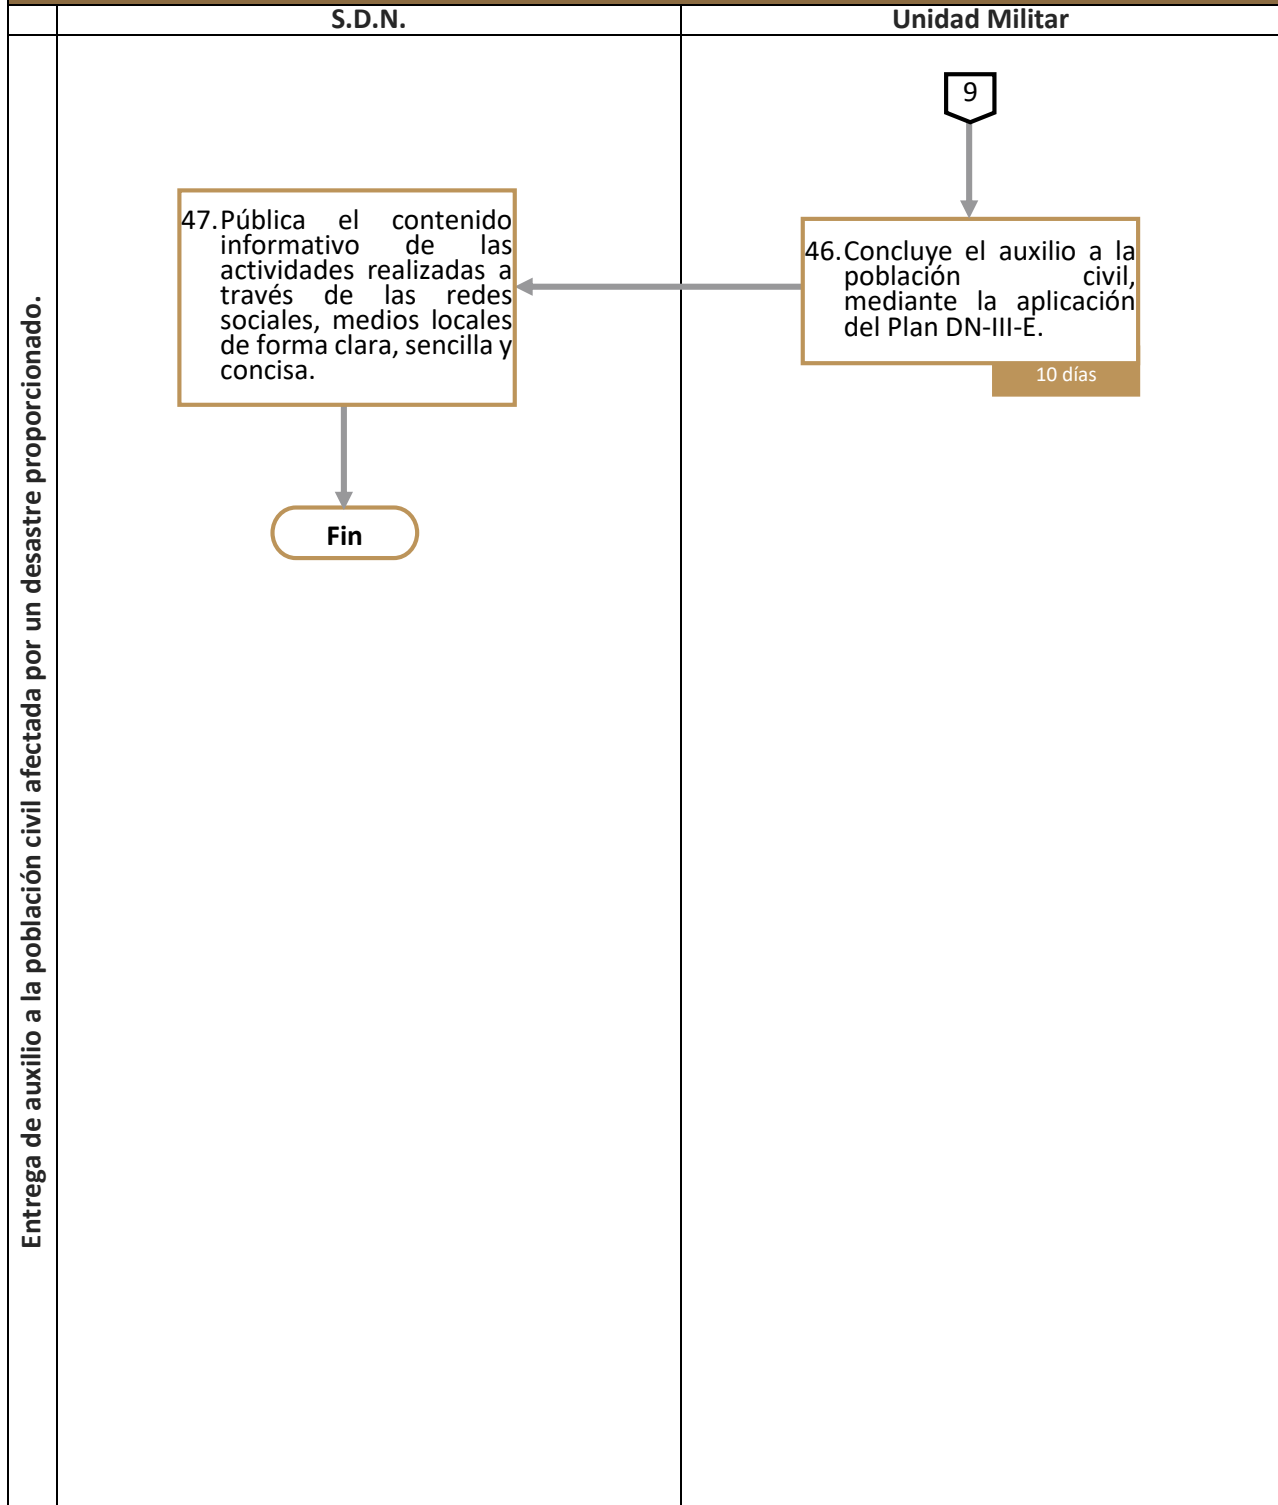 S.D.N.
Unidad Militar
Entrega de auxilio a la población civil afectada por un desastre proporcionado.
9
46.Concluye el auxilio a la
población civil,
mediante la aplicación
del Plan DN-III-E.
10 días
47.Pública el contenido
informativo de las
actividades realizadas a
través de las redes
sociales, medios locales
de forma clara, sencilla y
concisa.
Fin